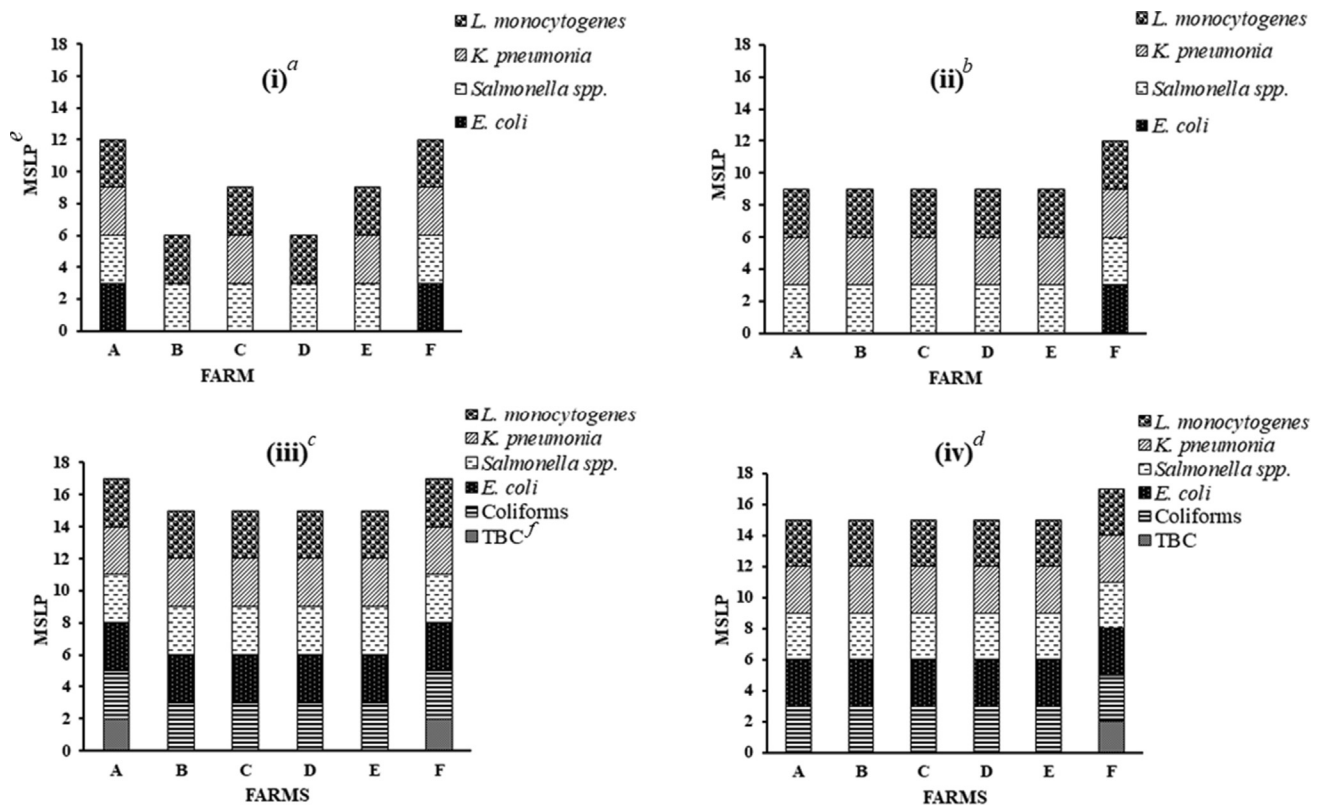 L. monocytogenes
K. pneumonia
Salmonella spp.
E. coli
(i)a
MSLPe
18
16
14
12
10
8
6
4
2
0
A B C D E F
FARM
L. monocytogenes
K. pneumonia
Salmonella spp.
E. coli
(ii)b
MSLP
18
16
14
12
10
8
6
4
2
0
A B C D E F
FARM
L. monocytogenes
K. pneumonia
Salmonella spp.
E. coli
Coliforms
TBCf
(iii)c
MSLP
18
16
14
12
10
8
6
4
2
0
A B C D E F
FARMS
L. monocytogenes
K. pneumonia
Salmonella spp.
E. coli
Coliforms
TBC
(iv)d
MSLP
18
16
14
12
10
8
6
4
2
0
A B C D E F
FARMS